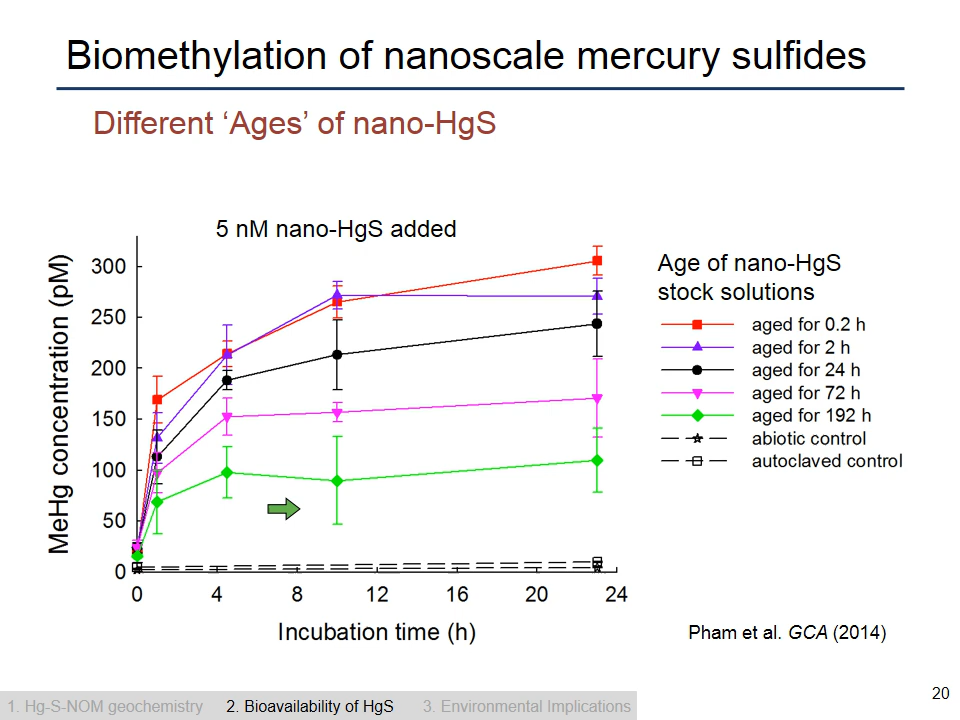 Biomethylation of nanoscale mercury sulfides
Different ‘Ages’ of nano-HgS
5 nM nano-HgS added
MeHg concentration (pM)
300
250
200
150
100
50
0
0 4 8 12 16 20 24
Incubation time (h)
Age of nano-HgS
stock solutions
aged for 0.2 h
aged for 2 h
aged for 24 h
aged for 72 h
aged for 192 h
abiotic control
autoclaved control
Pham et al. GCA (2014)
1. Hg-S-NOM geochemistry 2. Bioavailability of HgS 3. Environmental Implications
20